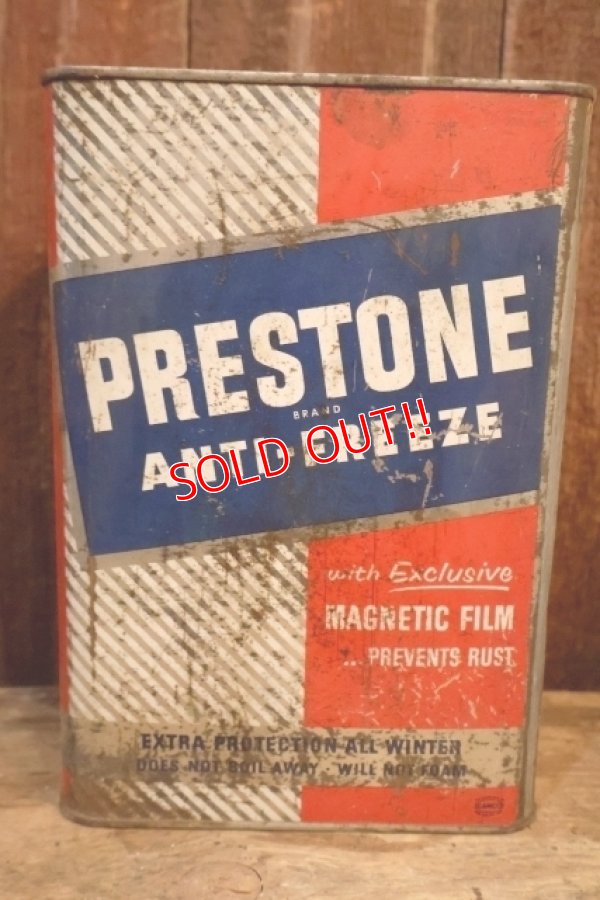 PRESTONE
BRAND
ANTI-FREEZE
SOLD OUT!!
with Exclusive
MAGNETIC FILM
...PREVENTS RUST
EXTRA PROTECTION ALL WINTER
DOES NOT BOIL AWAY - WILL NOT FOAM